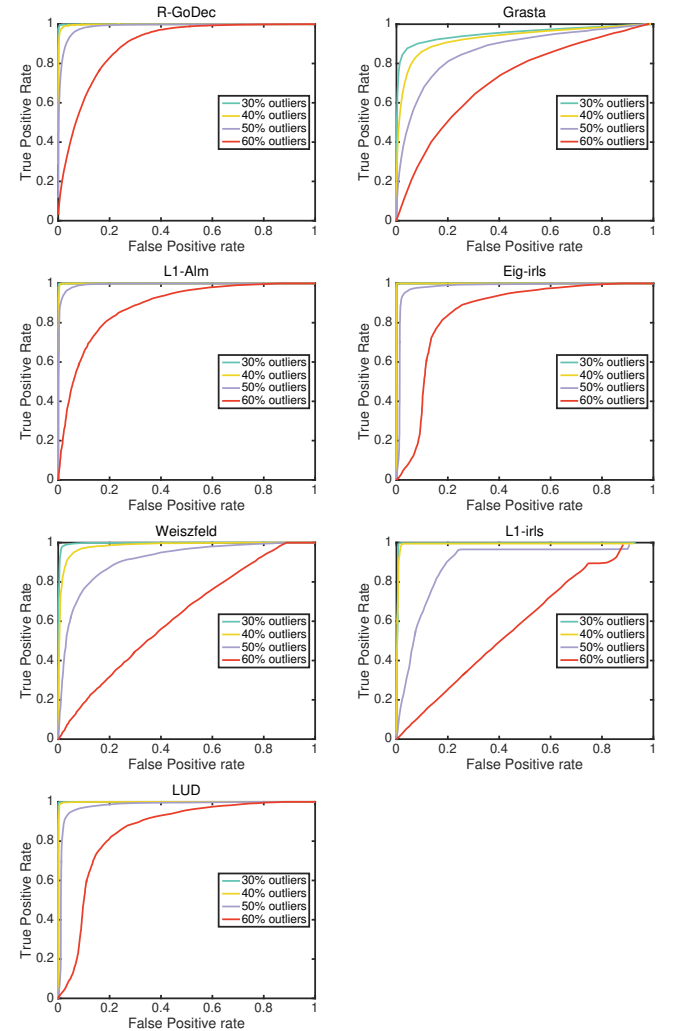 R-GoDec
True Positive Rate
1
0.8
0.6
0.4
0.2
0
30% outliers
40% outliers
50% outliers
60% outliers
0 0.2 0.4 0.6 0.8 1
False Positive rate
Grasta
True Positive Rate
1
0.8
0.6
0.4
0.2
0
30% outliers
40% outliers
50% outliers
60% outliers
0 0.2 0.4 0.6 0.8 1
False Positive rate
L1-Alm
True Positive Rate
1
0.8
0.6
0.4
0.2
0
30% outliers
40% outliers
50% outliers
60% outliers
0 0.2 0.4 0.6 0.8 1
False Positive rate
Eig-irls
True Positive Rate
1
0.8
0.6
0.4
0.2
0
30% outliers
40% outliers
50% outliers
60% outliers
0 0.2 0.4 0.6 0.8 1
False Positive rate
Weiszfeld
True Positive Rate
1
0.8
0.6
0.4
0.2
0
30% outliers
40% outliers
50% outliers
60% outliers
0 0.2 0.4 0.6 0.8 1
False Positive rate
L1-irls
True Positive Rate
1
0.8
0.6
0.4
0.2
0
30% outliers
40% outliers
50% outliers
60% outliers
0 0.2 0.4 0.6 0.8 1
False Positive rate
LUD
True Positive Rate
1
0.8
0.6
0.4
0.2
0
30% outliers
40% outliers
50% outliers
60% outliers
0 0.2 0.4 0.6 0.8 1
False Positive rate